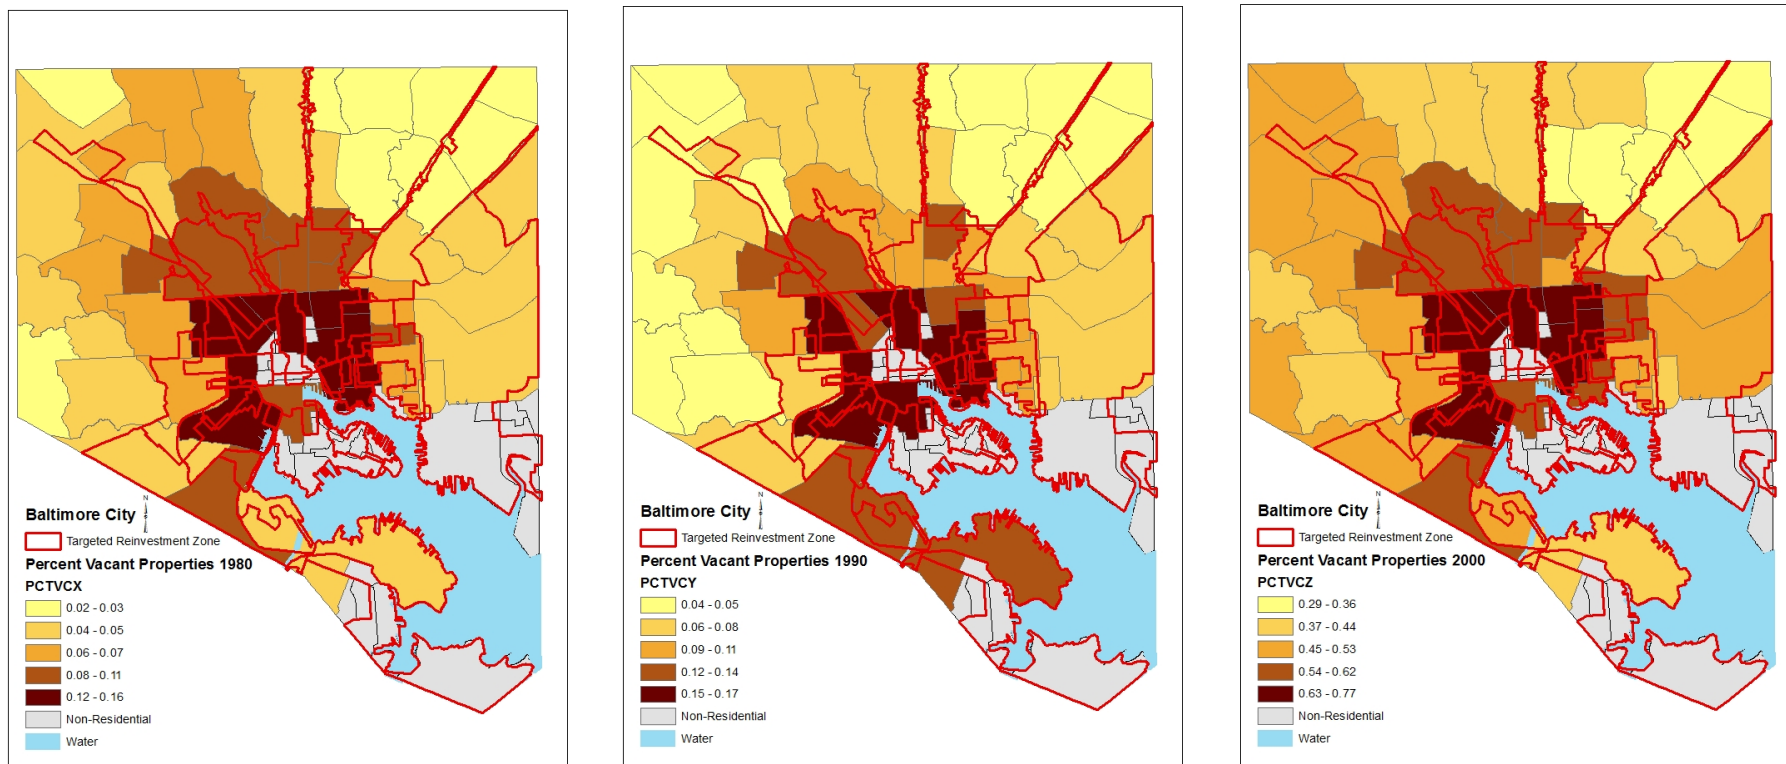 Baltimore City
N
Targeted Reinvestment Zone
Percent Vacant Properties 1980
PCTVCX
0.02 - 0.03
0.04 - 0.05
0.06 - 0.07
0.08 - 0.11
0.12 - 0.16
Non-Residential
Water
Baltimore City
N
Targeted Reinvestment Zone
Percent Vacant Properties 1990
PCTVCY
0.04 - 0.05
0.06 - 0.08
0.09 - 0.11
0.12 - 0.14
0.15 - 0.17
Non-Residential
Water
Baltimore City
N
Targeted Reinvestment Zone
Percent Vacant Properties 2000
PCTVCZ
0.29 - 0.36
0.37 - 0.44
0.45 - 0.53
0.54 - 0.62
0.63 - 0.77
Non-Residential
Water